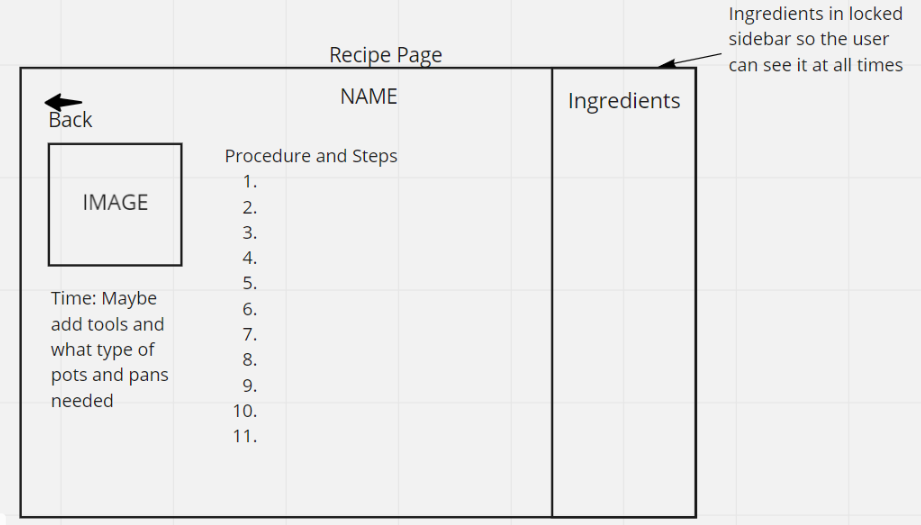 Ingredients in locked
sidebar so the user
can see it at all times
Recipe Page
NAME
Ingredients
Back
IMAGE
Procedure and Steps
1.
2.
3.
4.
5.
6.
7.
8.
9.
10.
11.
Time: Maybe
add tools and
what type of
pots and pans
needed